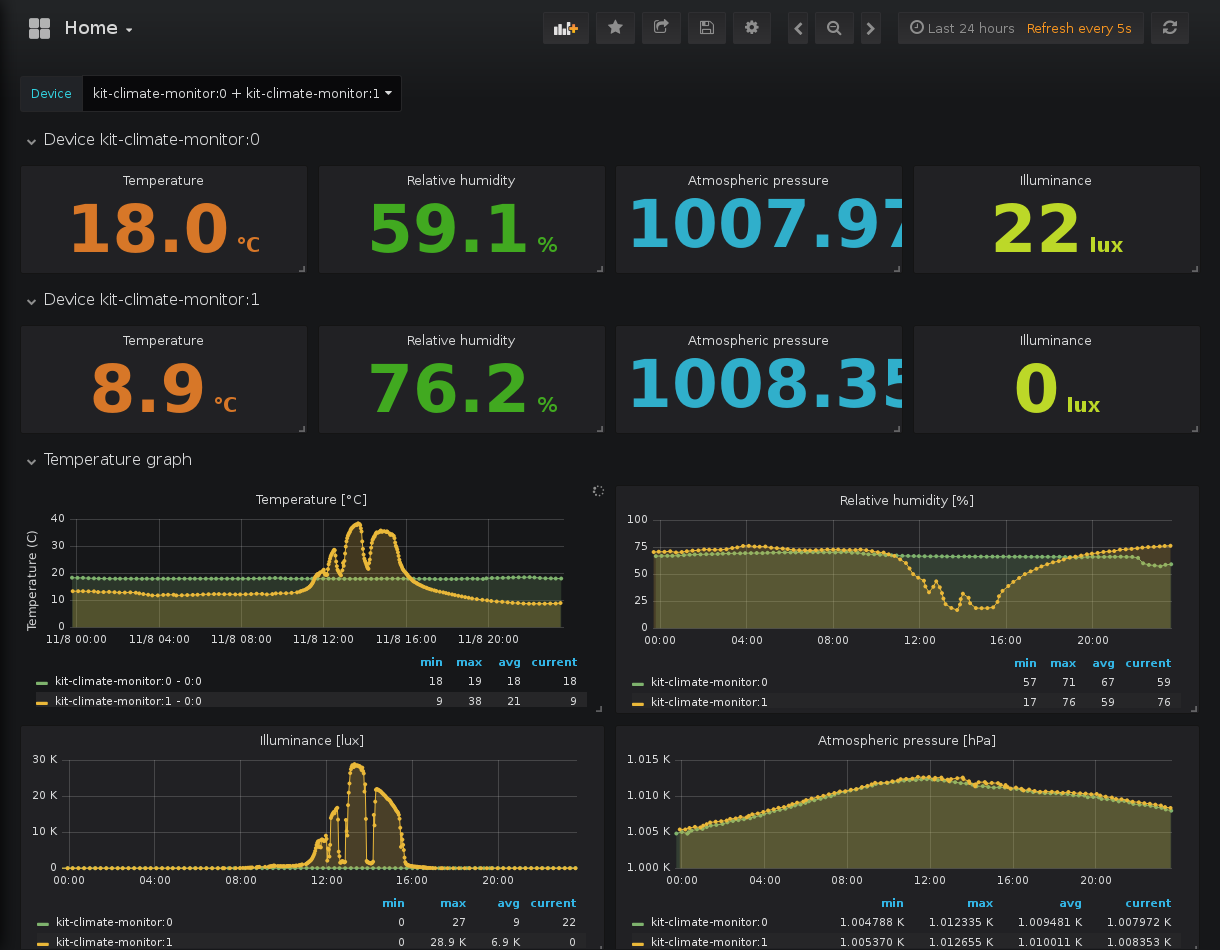 Home
Last 24 hours Refresh every 5s
Device kit-climate-monitor:0 + kit-climate-monitor:1
Device kit-climate-monitor:0
Temperature Relative humidity Atmospheric pressure Illuminance
18.0 °C 59.1 % 1007.97 22 lux
Device kit-climate-monitor:1
Temperature Relative humidity Atmospheric pressure Illuminance
8.9 °C 76.2 % 1008.35 0 lux
Temperature graph
Temperature [°C]
Temperature (C)
40
30
20
10
0
11/8 00:00 11/8 04:00 11/8 08:00 11/8 12:00 11/8 16:00 11/8 20:00
min max avg current
kit-climate-monitor:0 - 0:0 18 19 18 18
kit-climate-monitor:1 - 0:0 9 38 21 9
Relative humidity [%]
100
75
50
25
0
00:00 04:00 08:00 12:00 16:00 20:00
min max avg current
kit-climate-monitor:0 57 71 67 59
kit-climate-monitor:1 17 76 59 76
Illuminance [lux]
30 K
20 K
10 K
0
00:00 04:00 08:00 12:00 16:00 20:00
min max avg current
kit-climate-monitor:0 0 27 9 22
kit-climate-monitor:1 0 28.9 K 6.9 K 0
Atmospheric pressure [hPa]
1.015 K
1.010 K
1.005 K
1.000 K
00:00 04:00 08:00 12:00 16:00 20:00
min max avg current
kit-climate-monitor:0 1.004788 K 1.012335 K 1.009481 K 1.007972 K
kit-climate-monitor:1 1.005370 K 1.012655 K 1.010011 K 1.008353 K